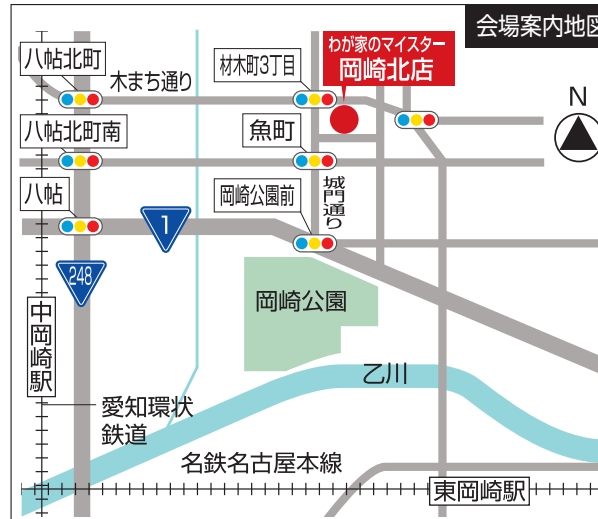 会場案内地図
わが家のマイスター
岡崎北店
八帖北町
木まち通り
材木町3丁目
N
八帖北町南
魚町
八帖
1
岡崎公園前
城門通り
248
岡崎公園
中岡崎駅
乙川
愛知環状
鉄道
名鉄名古屋本線
東岡崎駅